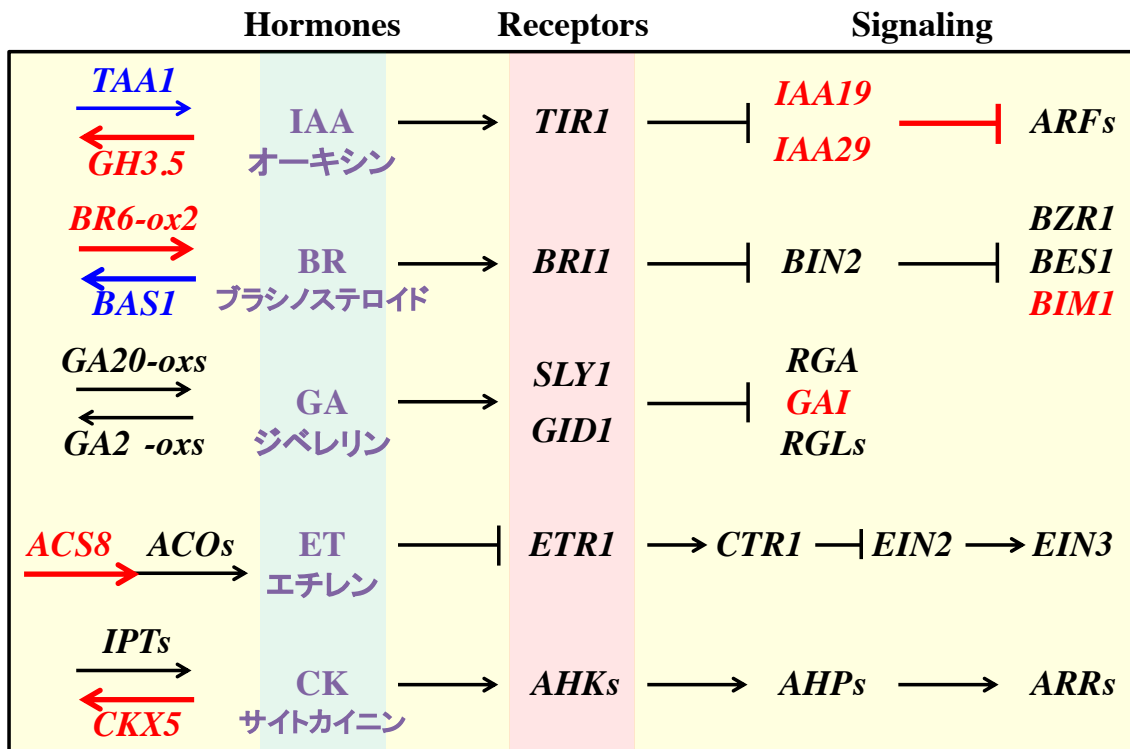 Hormones Receptors Signaling
TAA1
GH3.5
IAA
オーキシン
TIR1
IAA19
IAA29
ARFs
BR6-ox2
BAS1
BR
ブラシノステロイド
BRI1
BIN2
BZR1
BES1
BIM1
GA20-oxs
GA2 -oxs
GA
ジベレリン
SLY1
GID1
RGA
GAI
RGLs
ACS8
ACOs
ET
エチレン
ETR1
CTR1
EIN2
EIN3
IPTs
CKX5
CK
サイトカイニン
AHKs
AHPs
ARRs